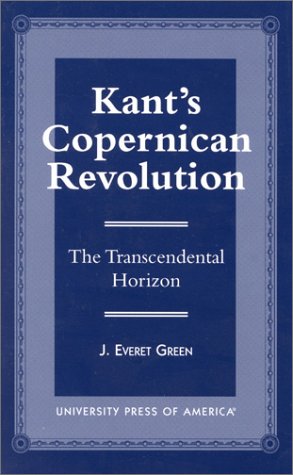 Kant's
Copernican
Revolution
The Transcendental
Horizon
J. Everet Green
UNIVERSITY PRESS OF AMERICA®